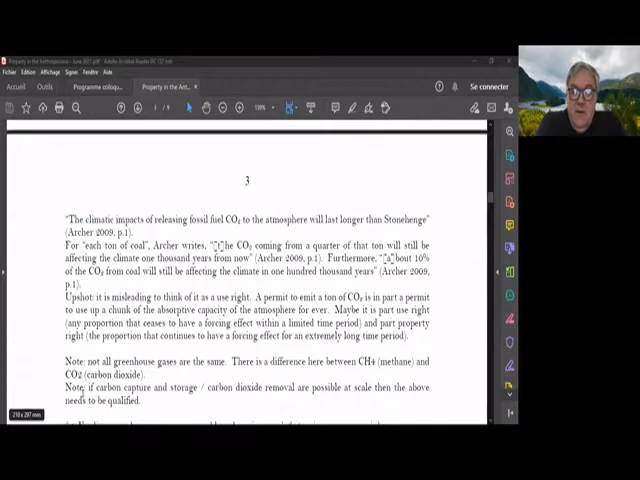 Property in the Anthropocene - June 2021.pdf - Adobe Acrobat Reader DC (32-bit)
Fichier Edition Affichage Signer Fenêtre Aide
Accueil Outils Programme colloqu... Property in the Ant... × Se connecter
3 / 9 159%
3
"The climatic impacts of releasing fossil fuel CO₂ to the atmosphere will last longer than Stonehenge"
(Archer 2009, p.1).
For "each ton of coal", Archer writes, "[t]he CO₂ coming from a quarter of that ton will still be
affecting the climate one thousand years from now" (Archer 2009, p.1). Furthermore, "[a]bout 10%
of the CO₂ from coal will still be affecting the climate in one hundred thousand years" (Archer 2009,
p.1).
Upshot: it is misleading to think of it as a use right. A permit to emit a ton of CO₂ is in part a permit
to use up a chunk of the absorptive capacity of the atmosphere for ever. Maybe it is part use right
(any proportion that ceases to have a forcing effect within a limited time period) and part property
right (the proportion that continues to have a forcing effect for an extremely long time period).
Note: not all greenhouse gases are the same. There is a difference here between CH4 (methane) and
CO2 (carbon dioxide).
Note: if carbon capture and storage / carbon dioxide removal are possible at scale then the above
needs to be qualified.
210 x 297 mm